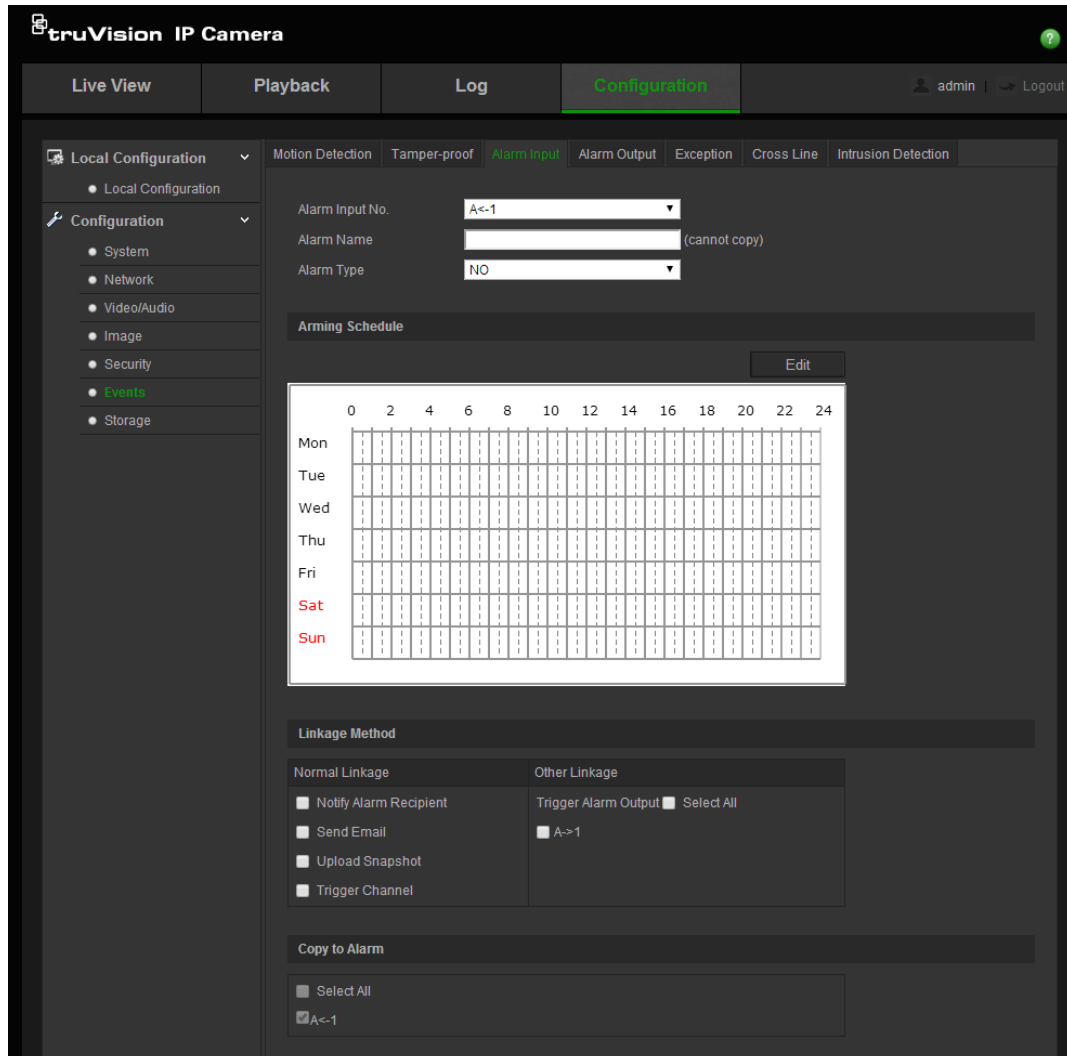 truVision IP Camera
?
Live View Playback Log Configuration admin | Logout
Local Configuration
Local Configuration
Configuration
System
Network
Video/Audio
Image
Security
Events
Storage
Motion Detection Tamper-proof Alarm Input Alarm Output Exception Cross Line Intrusion Detection
Alarm Input No. A<-1
Alarm Name (cannot copy)
Alarm Type NO
Arming Schedule
Edit
0 2 4 6 8 10 12 14 16 18 20 22 24
Mon
Tue
Wed
Thu
Fri
Sat
Sun
Linkage Method
Normal Linkage Other Linkage
Notify Alarm Recipient Trigger Alarm Output Select All
Send Email A->1
Upload Snapshot
Trigger Channel
Copy to Alarm
Select All
A<-1